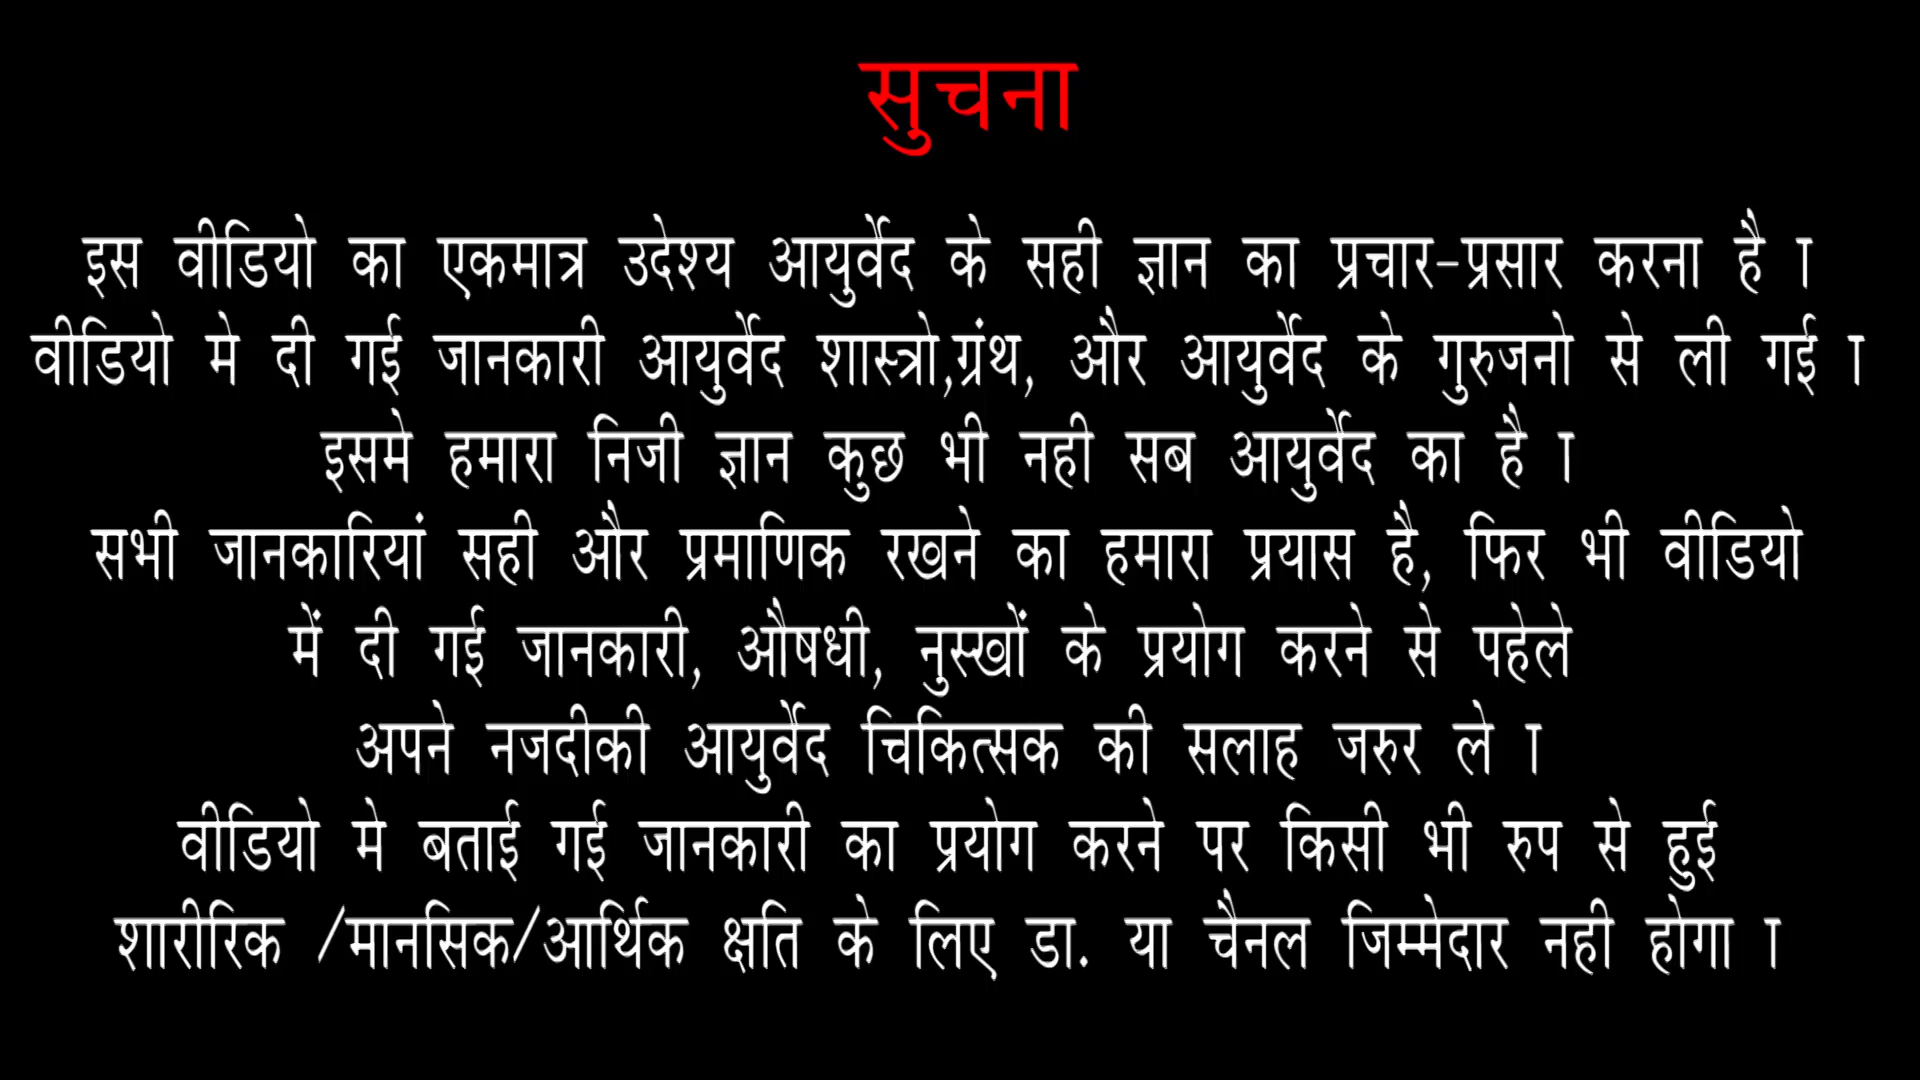 सुचना
इस वीडियो का एकमात्र उदेश्य आयुर्वेद के सही ज्ञान का प्रचार-प्रसार करना है ा
वीडियो मे दी गई जानकारी आयुर्वेद शास्त्रो,ग्रंथ, और आयुर्वेद के गुरुजनो से ली गई ा
इसमे हमारा निजी ज्ञान कुछ भी नही सब आयुर्वेद का है ा
सभी जानकारियां सही और प्रमाणिक रखने का हमारा प्रयास है, फिर भी वीडियो
में दी गई जानकारी, औषधी, नुस्खों के प्रयोग करने से पहेले
अपने नजदीकी आयुर्वेद चिकित्सक की सलाह जरुर ले ा
वीडियो मे बताई गई जानकारी का प्रयोग करने पर किसी भी रुप से हुई
शारीरिक /मानसिक/आर्थिक क्षति के लिए डा. या चैनल जिम्मेदार नही होगा ा